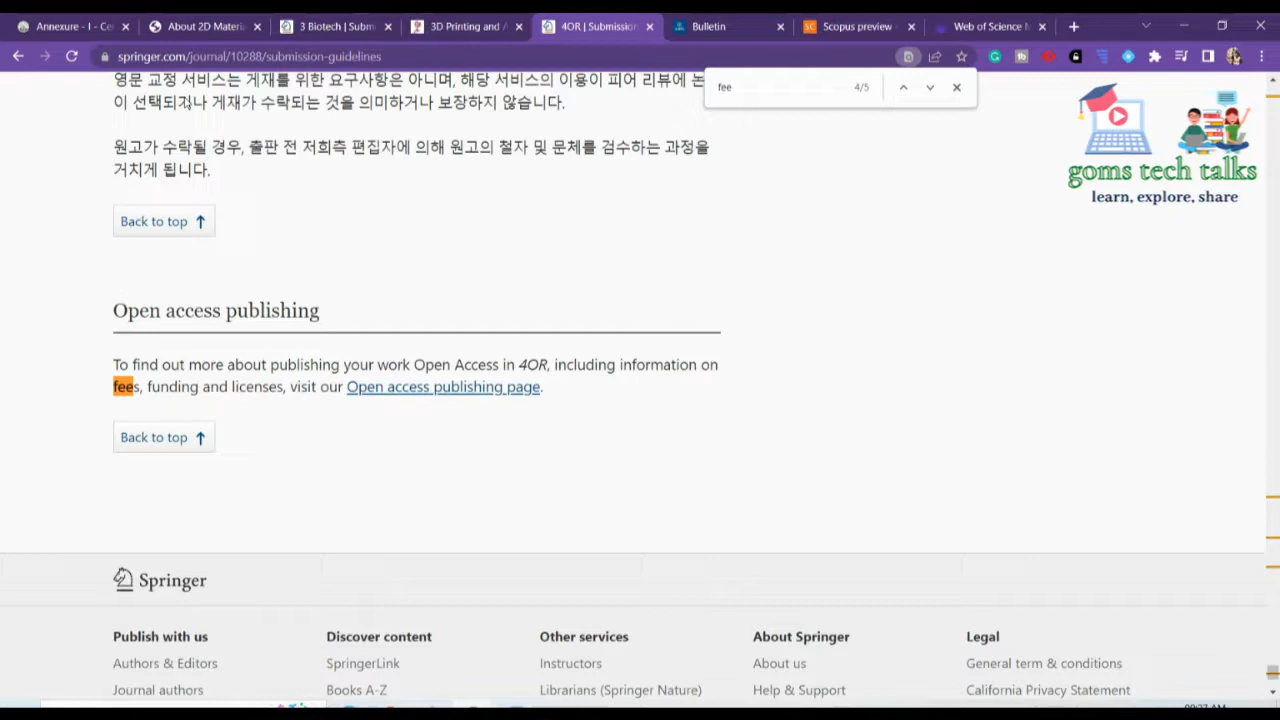 Annexure - I - Ce
About 2D Materi
3 Biotech | Subm
3D Printing and A
4OR | Submission
Bulletin
Scopus preview -
Web of Science M
springer.com/journal/10288/submission-guidelines
fee 4/5
영문 교정 서비스는 게재를 위한 요구사항은 아니며, 해당 서비스의 이용이 피어 리뷰에 논
이 선택되거나 게재가 수락되는 것을 의미하거나 보장하지 않습니다.
원고가 수락될 경우, 출판 전 저희측 편집자에 의해 원고의 철자 및 문체를 검수하는 과정을
거치게 됩니다.
goms tech talks
learn, explore, share
Back to top ↑
Open access publishing
To find out more about publishing your work Open Access in 4OR, including information on
fees, funding and licenses, visit our Open access publishing page.
Back to top ↑
Springer
Publish with us Discover content Other services About Springer Legal
Authors & Editors SpringerLink Instructors About us General term & conditions
Journal authors Books A-Z Librarians (Springer Nature) Help & Support California Privacy Statement